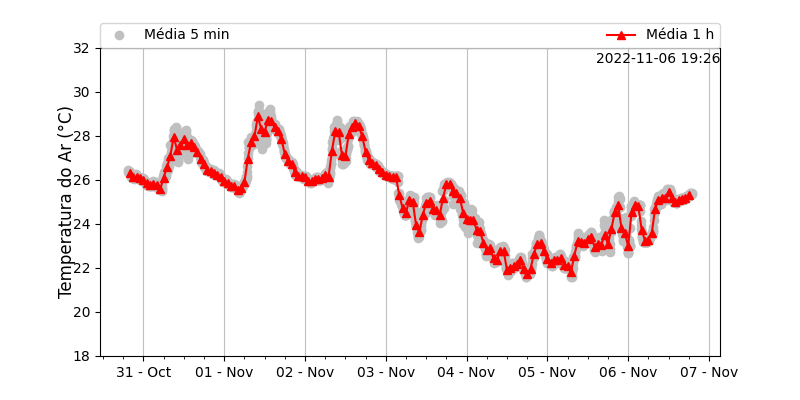 Média 5 min
Média 1 h
2022-11-06 19:26
Temperatura do Ar (°C)
32
30
28
26
24
22
20
18
31 - Oct
01 - Nov
02 - Nov
03 - Nov
04 - Nov
05 - Nov
06 - Nov
07 - Nov